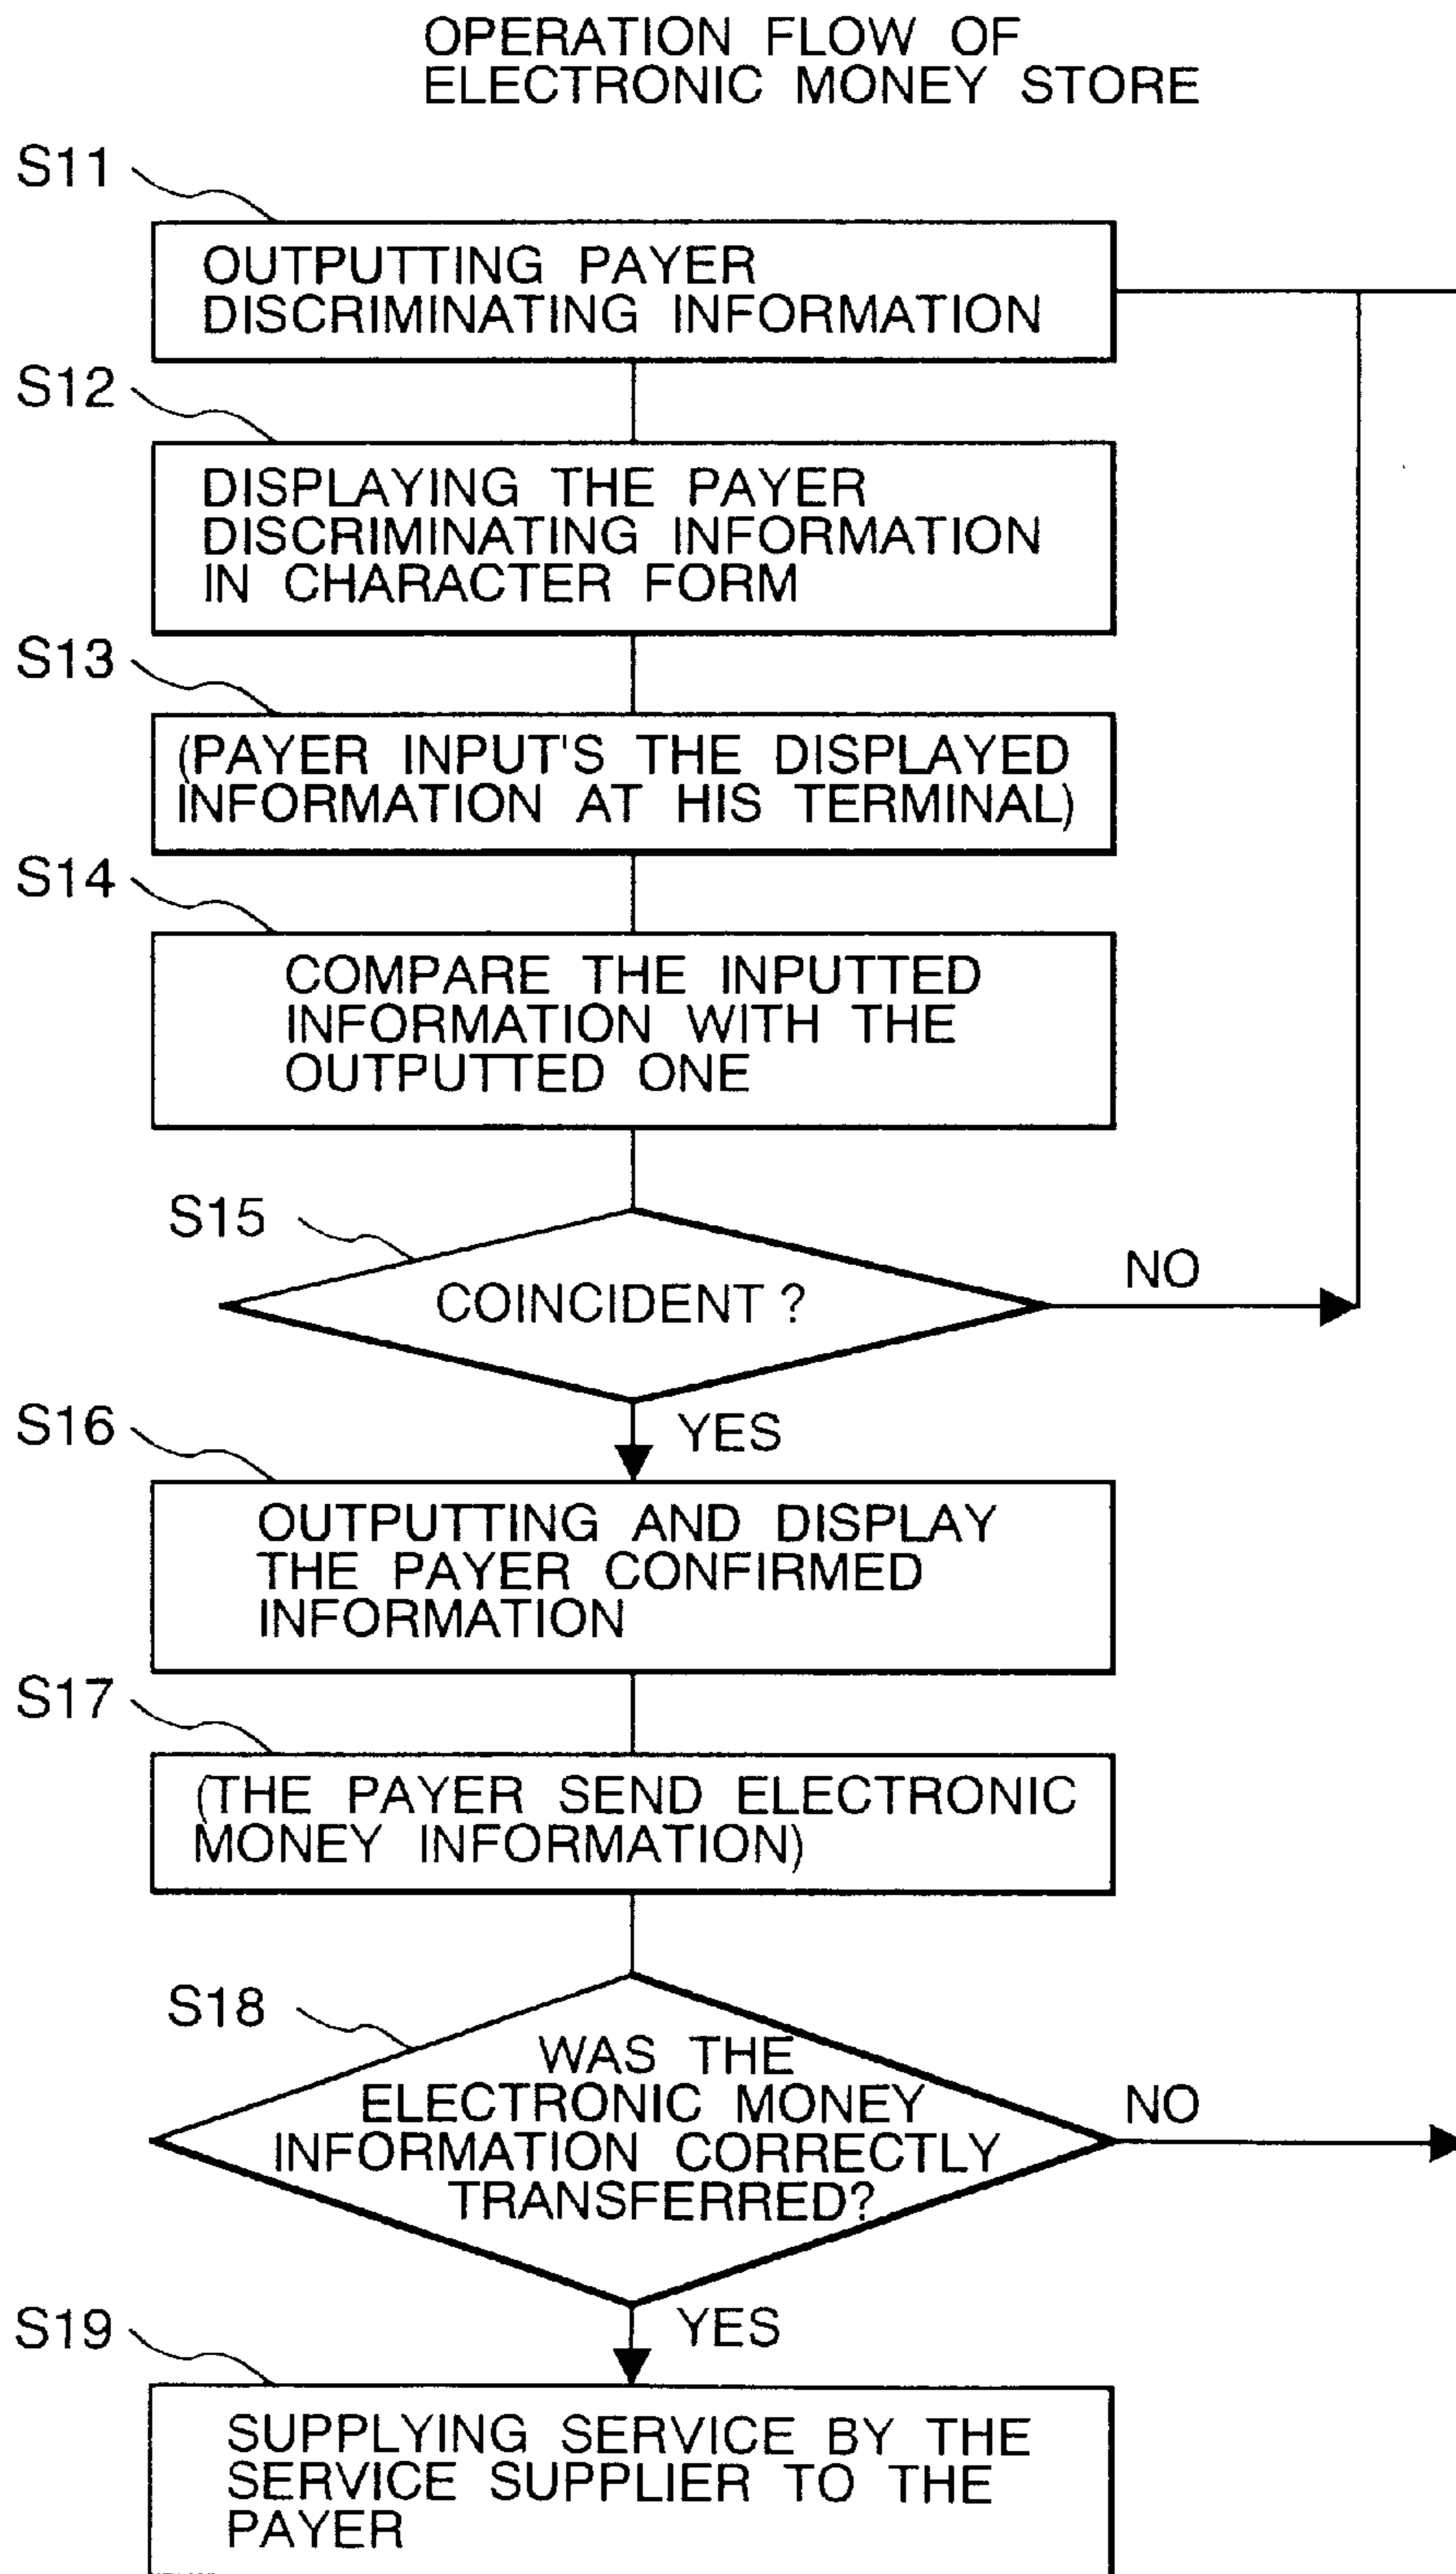 OPERATION FLOW OF
ELECTRONIC MONEY STORE
S11
OUTPUTTING PAYER
DISCRIMINATING INFORMATION
S12
DISPLAYING THE PAYER
DISCRIMINATING INFORMATION
IN CHARACTER FORM
S13
(PAYER INPUT'S THE DISPLAYED
INFORMATION AT HIS TERMINAL)
S14
COMPARE THE INPUTTED
INFORMATION WITH THE
OUTPUTTED ONE
S15
COINCIDENT ?
NO
YES
S16
OUTPUTTING AND DISPLAY
THE PAYER CONFIRMED
INFORMATION
S17
(THE PAYER SEND ELECTRONIC
MONEY INFORMATION)
S18
WAS THE
ELECTRONIC MONEY
INFORMATION CORRECTLY
TRANSFERRED?
NO
YES
S19
SUPPLYING SERVICE BY THE
SERVICE SUPPLIER TO THE
PAYER